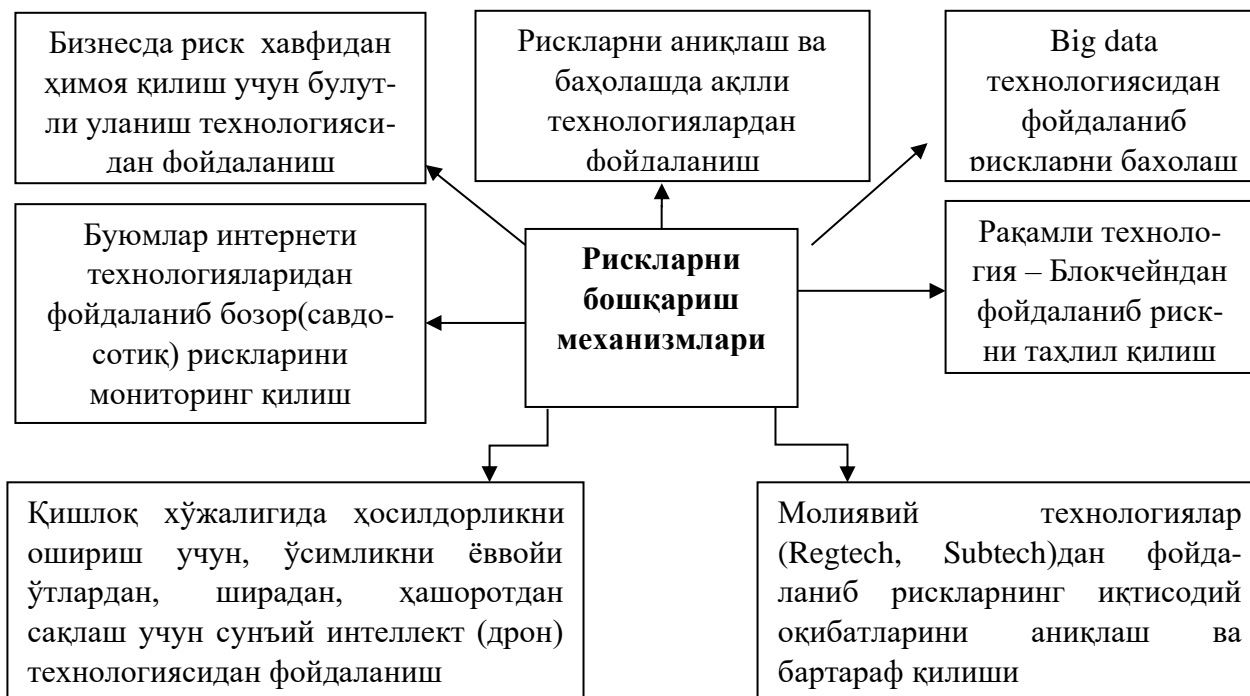 Бизнесда риск хавфидан
ҳимоя қилиш учун булут-
ли уланиш технологияси-
дан фойдаланиш
Рискларни аниқлаш ва
баҳолашда ақлли
технологиялардан
фойдаланиш
Big data
технологиясидан
фойдаланиб
рискларни баҳолаш
Буюмлар интернети
технологияларидан
фойдаланиб бозор(савдо-
сотиқ) рискларини
мониторинг қилиш
Рискларни
бошқариш
механизмлари
Рақамли техноло-
гия – Блокчейндан
фойдаланиб риск-
ни таҳлил қилиш
Қишлоқ хўжалигида ҳосилдорликни
ошириш учун, ўсимликни ёввойи
ўтлардан, ширадан, ҳашоротдан
сақлаш учун сунъий интеллект (дрон)
технологиясидан фойдаланиш
Молиявий технологиялар
(Regtech, Subtech)дан фойда-
ланиб рискларнинг иқтисодий
оқибатларини аниқлаш ва
бартараф қилиши